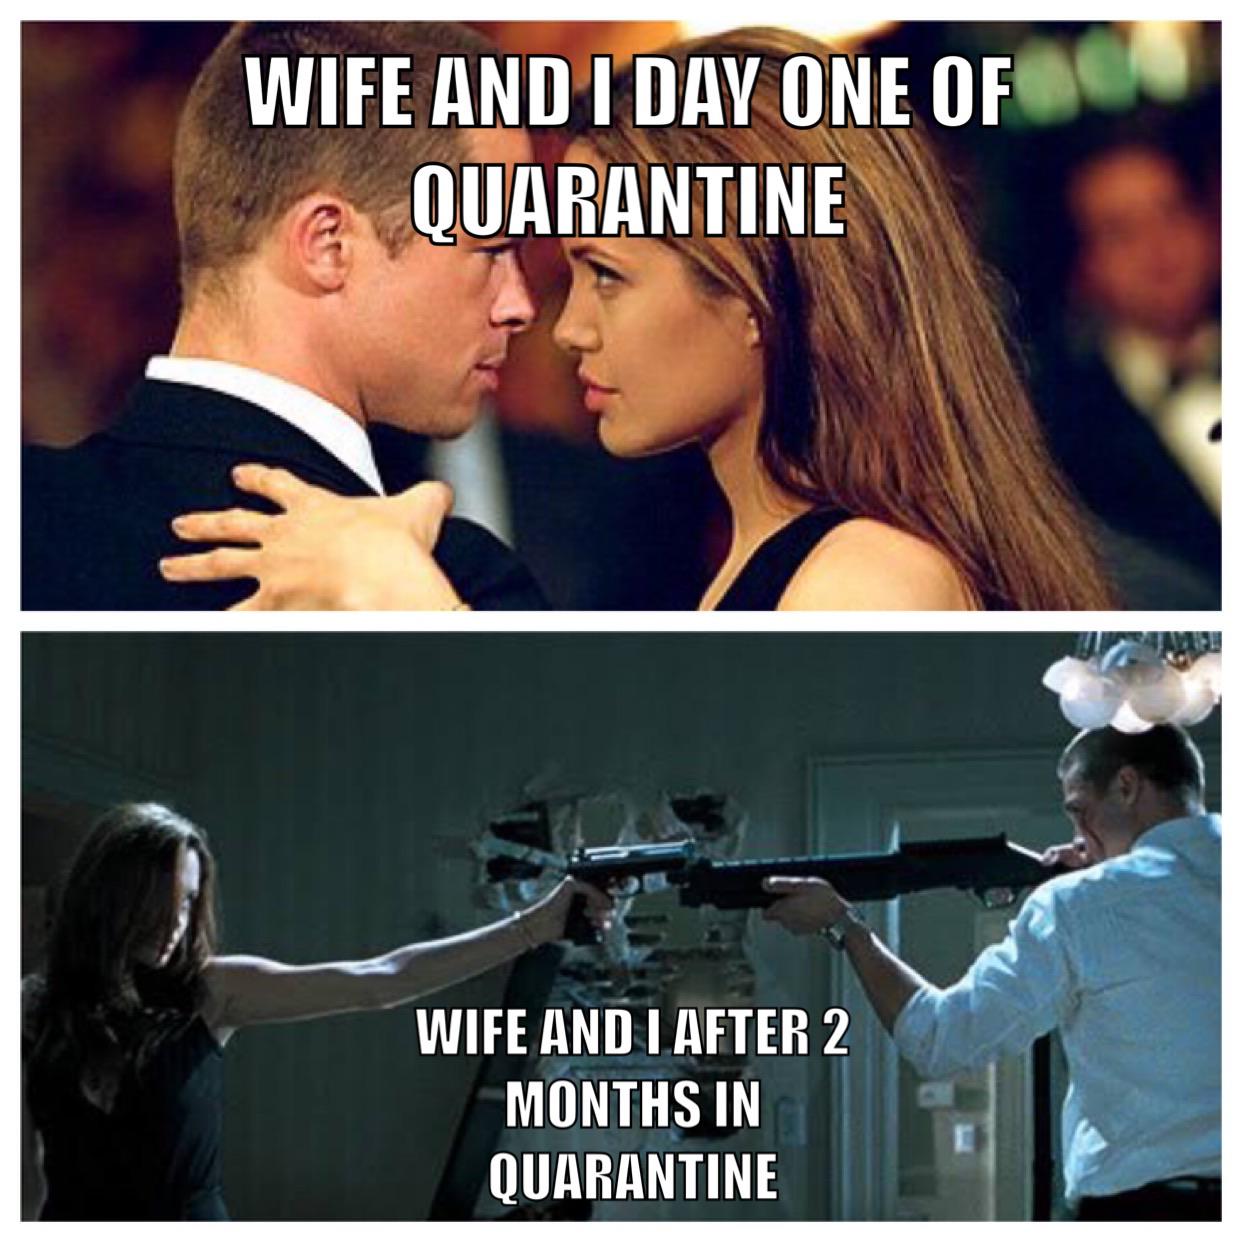 WIFE AND I DAY ONE OF
QUARANTINE
WIFE AND I AFTER 2
MONTHS IN
QUARANTINE